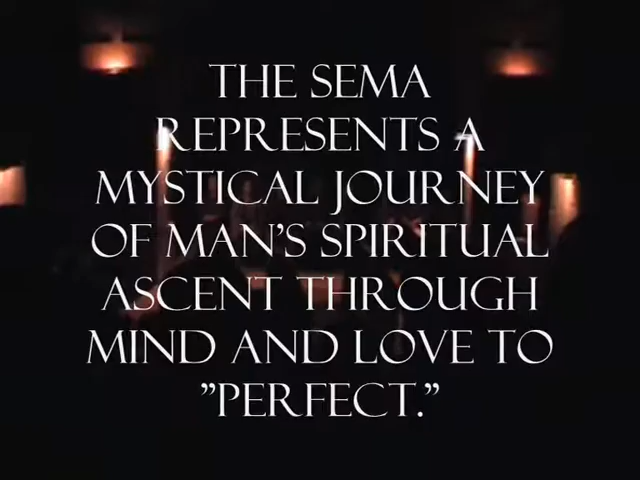 THE SEMA
REPRESENTS A
MYSTICAL JOURNEY
OF MAN'S SPIRITUAL
ASCENT THROUGH
MIND AND LOVE TO
"PERFECT."